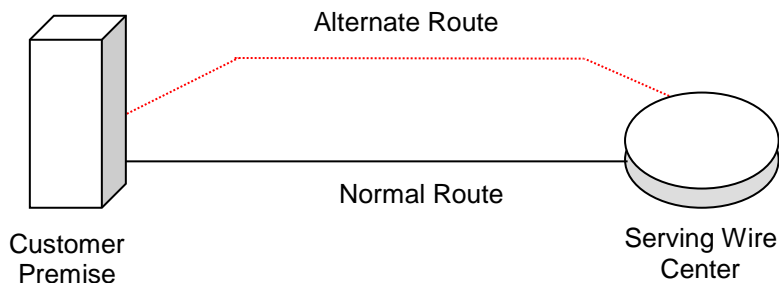 Alternate Route
Normal Route
Customer
Premise
Serving Wire
Center